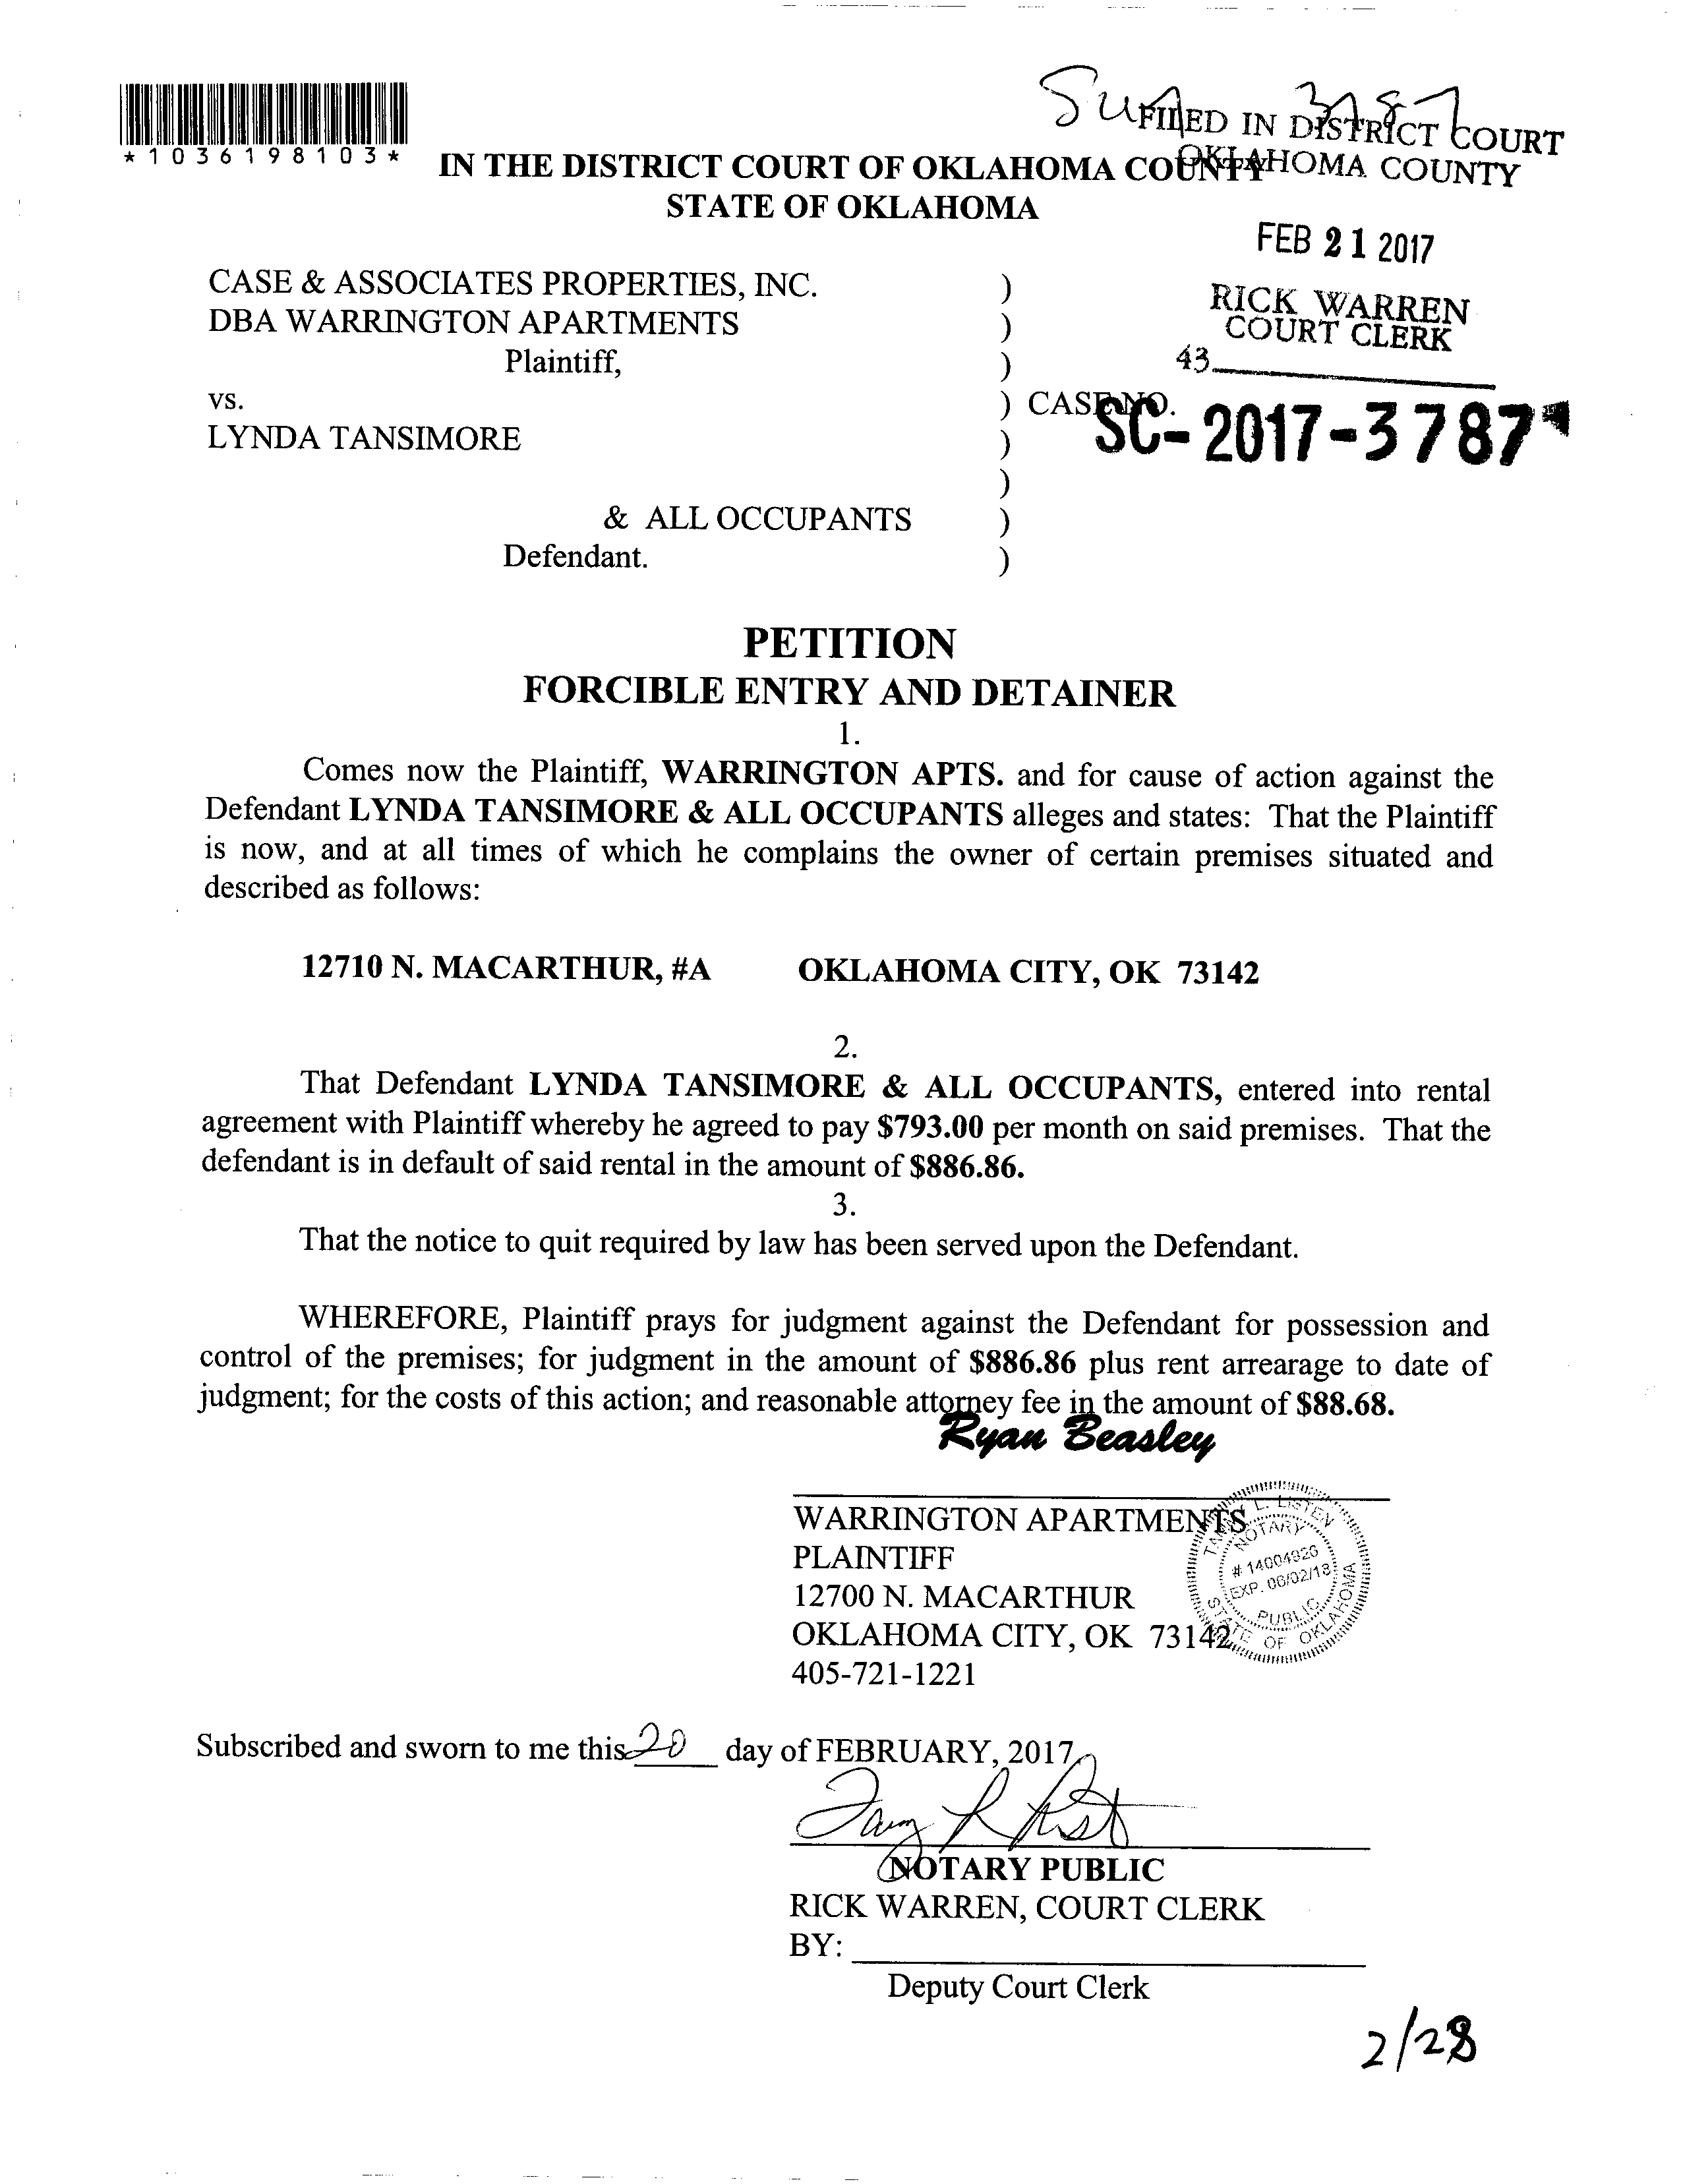 *1036198103*
FILED IN DISTRICT COURT
OKLAHOMA COUNTY
IN THE DISTRICT COURT OF OKLAHOMA COUNTY
STATE OF OKLAHOMA
FEB 21 2017
RICK WARREN
COURT CLERK
43
CASE & ASSOCIATES PROPERTIES, INC. )
DBA WARRINGTON APARTMENTS )
Plaintiff, )
vs. ) CASE NO.
SC-2017-3787
LYNDA TANSIMORE )
)
& ALL OCCUPANTS )
Defendant. )
PETITION
FORCIBLE ENTRY AND DETAINER
1.
Comes now the Plaintiff, WARRINGTON APTS. and for cause of action against the
Defendant LYNDA TANSIMORE & ALL OCCUPANTS alleges and states: That the Plaintiff
is now, and at all times of which he complains the owner of certain premises situated and
described as follows:
12710 N. MACARTHUR, #A OKLAHOMA CITY, OK 73142
2.
That Defendant LYNDA TANSIMORE & ALL OCCUPANTS, entered into rental
agreement with Plaintiff whereby he agreed to pay $793.00 per month on said premises. That the
defendant is in default of said rental in the amount of $886.86.
3.
That the notice to quit required by law has been served upon the Defendant.
WHEREFORE, Plaintiff prays for judgment against the Defendant for possession and
control of the premises; for judgment in the amount of $886.86 plus rent arrearage to date of
judgment; for the costs of this action; and reasonable attorney fee in the amount of $88.68.
Ryan Beasley
WARRINGTON APARTMENTS
PLAINTIFF
12700 N. MACARTHUR
OKLAHOMA CITY, OK 73142
405-721-1221
L. LISTEN
NOTARY
# 14004926
EXP. 06/02/18
PUBLIC
STATE OF OKLAHOMA
Subscribed and sworn to me this 20 day of FEBRUARY, 2017
NOTARY PUBLIC
RICK WARREN, COURT CLERK
BY:
Deputy Court Clerk
2/28